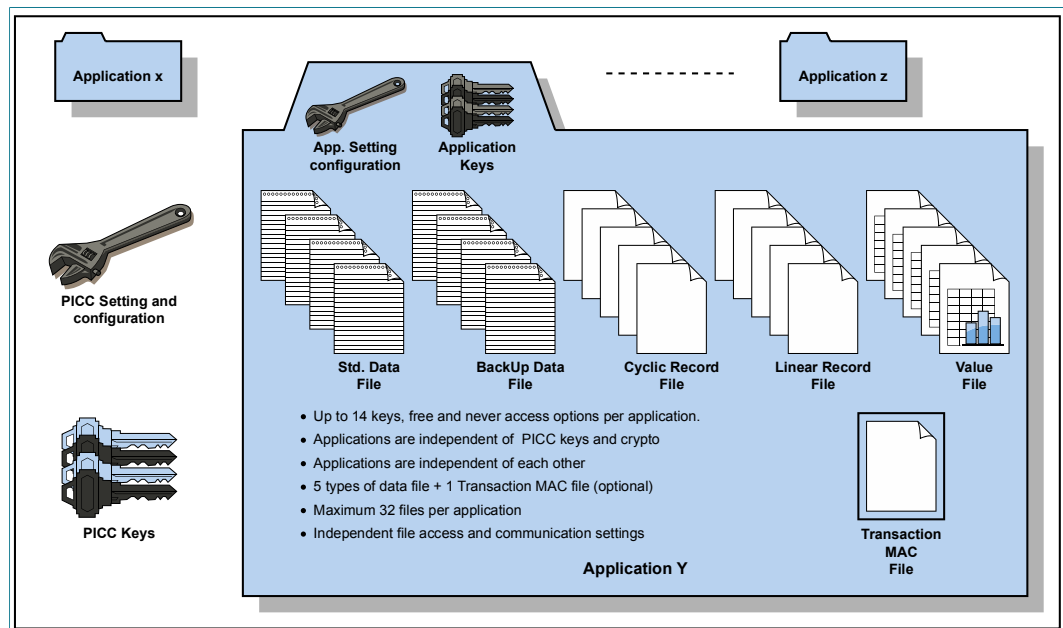 Application x
Application z
App. Setting
configuration
Application
Keys
PICC Setting and
configuration
Std. Data
File
BackUp Data
File
Cyclic Record
File
Linear Record
File
Value
File
• Up to 14 keys, free and never access options per application.
• Applications are independent of PICC keys and crypto
• Applications are independent of each other
• 5 types of data file + 1 Transaction MAC file (optional)
• Maximum 32 files per application
• Independent file access and communication settings
PICC Keys
Transaction
MAC
File
Application Y